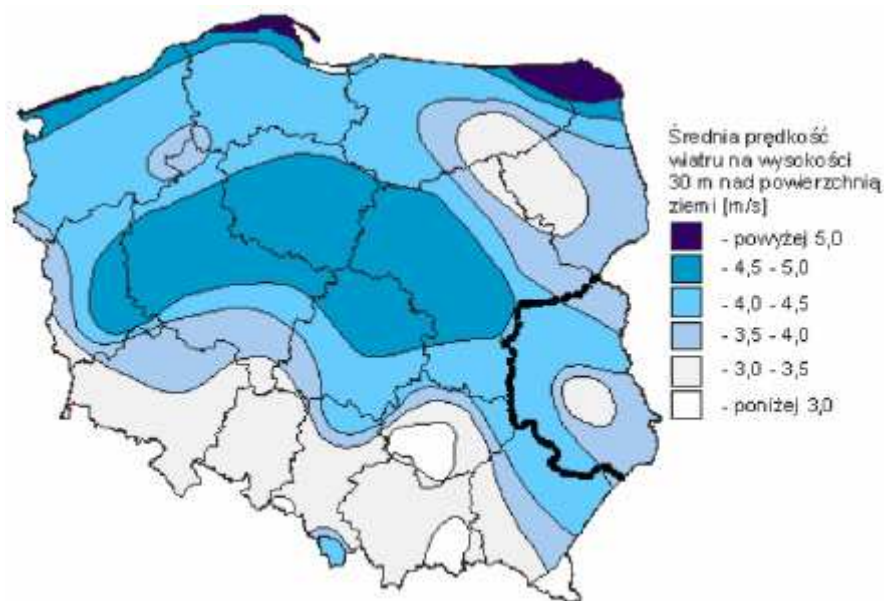 Średnia prędkość
wiatru na wysokości
30 m nad powierzchnią
ziemi [m/s]
- powyżej 5,0
- 4,5 - 5,0
- 4,0 - 4,5
- 3,5 - 4,0
- 3,0 - 3,5
- poniżej 3,0